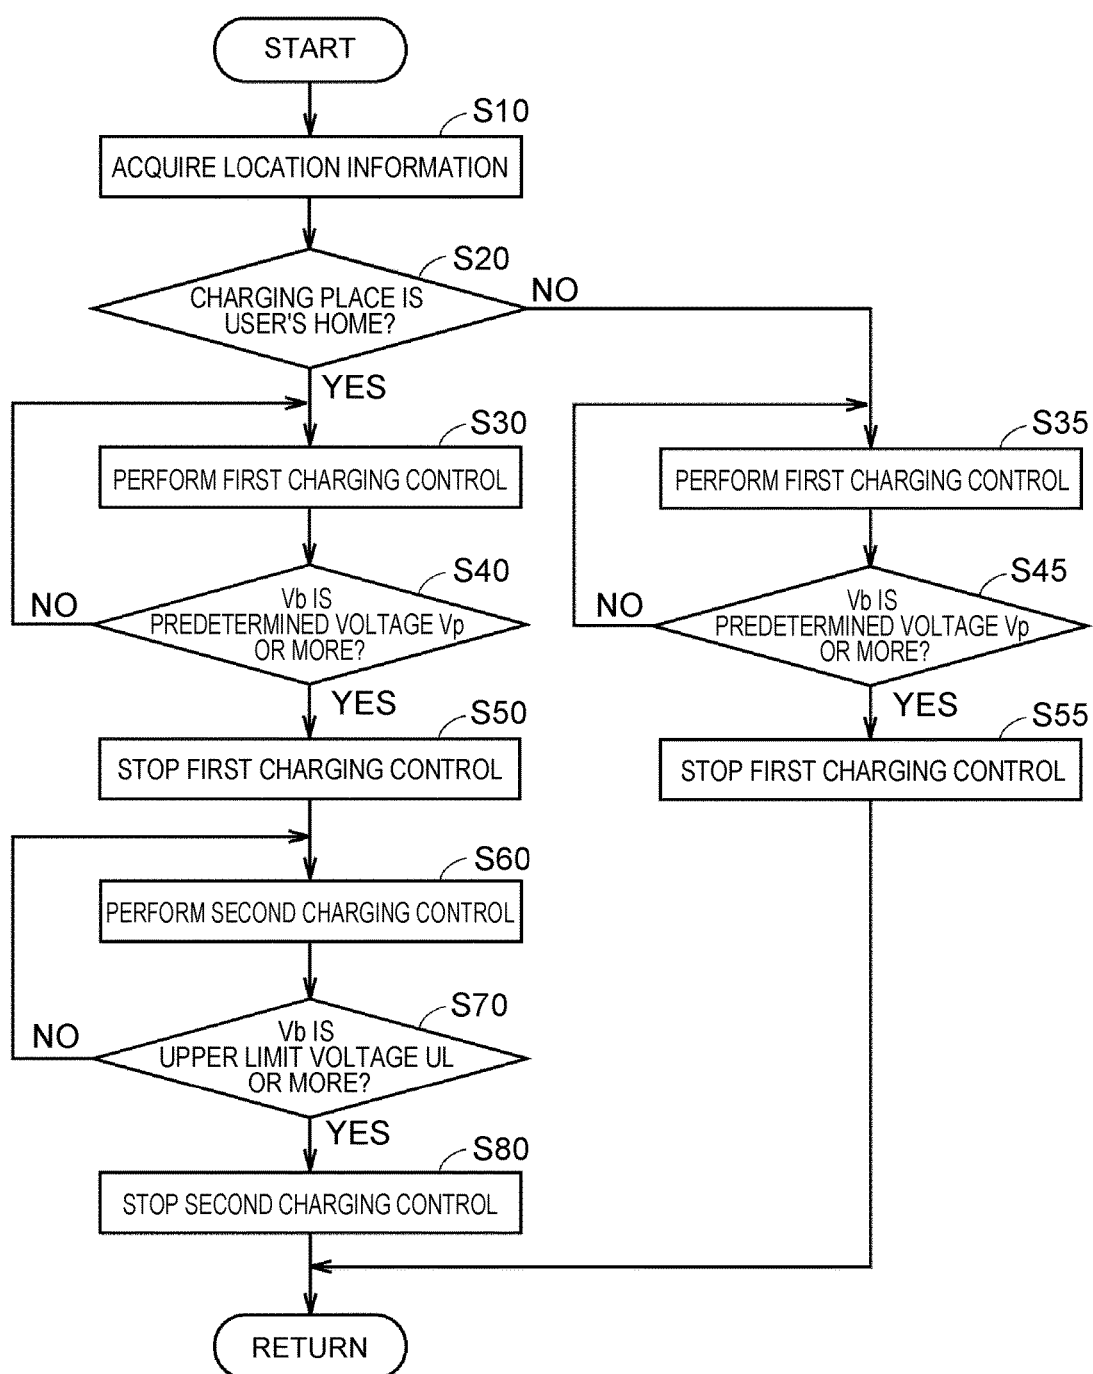 START
S10
ACQUIRE LOCATION INFORMATION
S20
CHARGING PLACE IS
USER'S HOME?
NO
YES
S30
PERFORM FIRST CHARGING CONTROL
S40
Vb IS
PREDETERMINED VOLTAGE Vp
OR MORE?
NO
YES
S50
STOP FIRST CHARGING CONTROL
S60
PERFORM SECOND CHARGING CONTROL
S70
Vb IS
UPPER LIMIT VOLTAGE UL
OR MORE?
NO
YES
S80
STOP SECOND CHARGING CONTROL
S35
PERFORM FIRST CHARGING CONTROL
S45
Vb IS
PREDETERMINED VOLTAGE Vp
OR MORE?
NO
YES
S55
STOP FIRST CHARGING CONTROL
RETURN